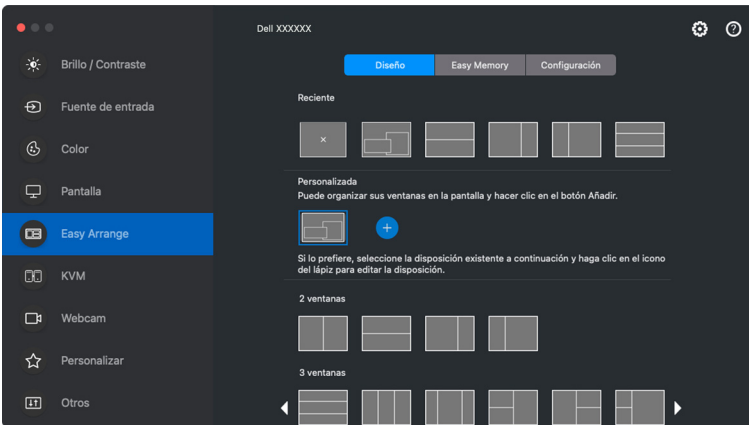 Dell XXXXXX
Brillo / Contraste
Fuente de entrada
Color
Pantalla
Easy Arrange
KVM
Webcam
Personalizar
Otros
Diseño
Easy Memory
Configuración
Reciente
Personalizada
Puede organizar sus ventanas en la pantalla y hacer clic en el botón Añadir.
Si lo prefiere, seleccione la disposición existente a continuación y haga clic en el icono
del lápiz para editar la disposición.
2 ventanas
3 ventanas